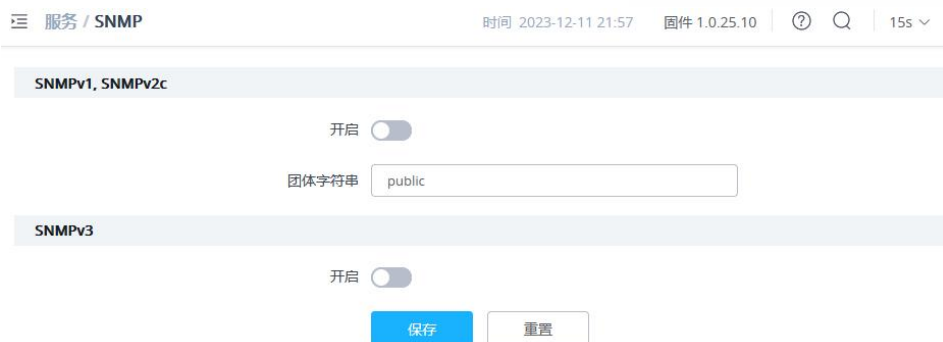 服务 / SNMP 时间 2023-12-11 21:57 固件 1.0.25.10 15s
SNMPv1, SNMPv2c
开启
团体字符串 public
SNMPv3
开启
保存 重置